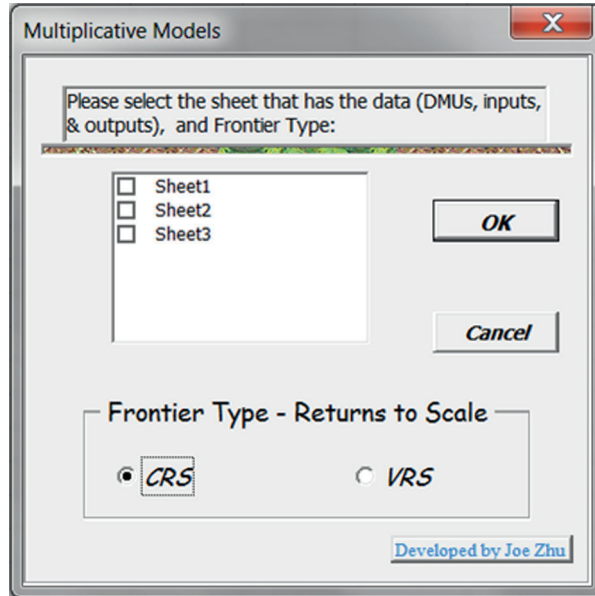 Multiplicative Models
Please select the sheet that has the data (DMUs, inputs,
& outputs), and Frontier Type:
Sheet1
Sheet2
Sheet3
OK
Cancel
Frontier Type - Returns to Scale
CRS
VRS
Developed by Joe Zhu